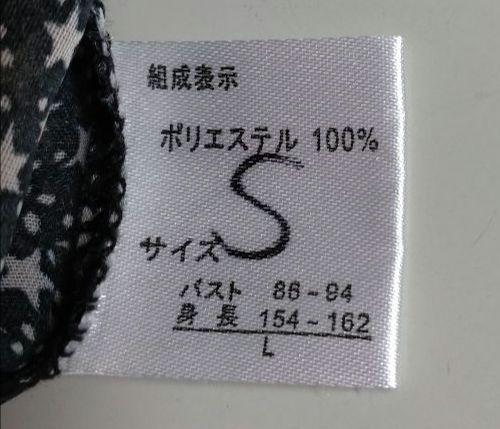 組成表示
ポリエステル 100%
S
サイズ
バスト 86-94
身長 154-162
L